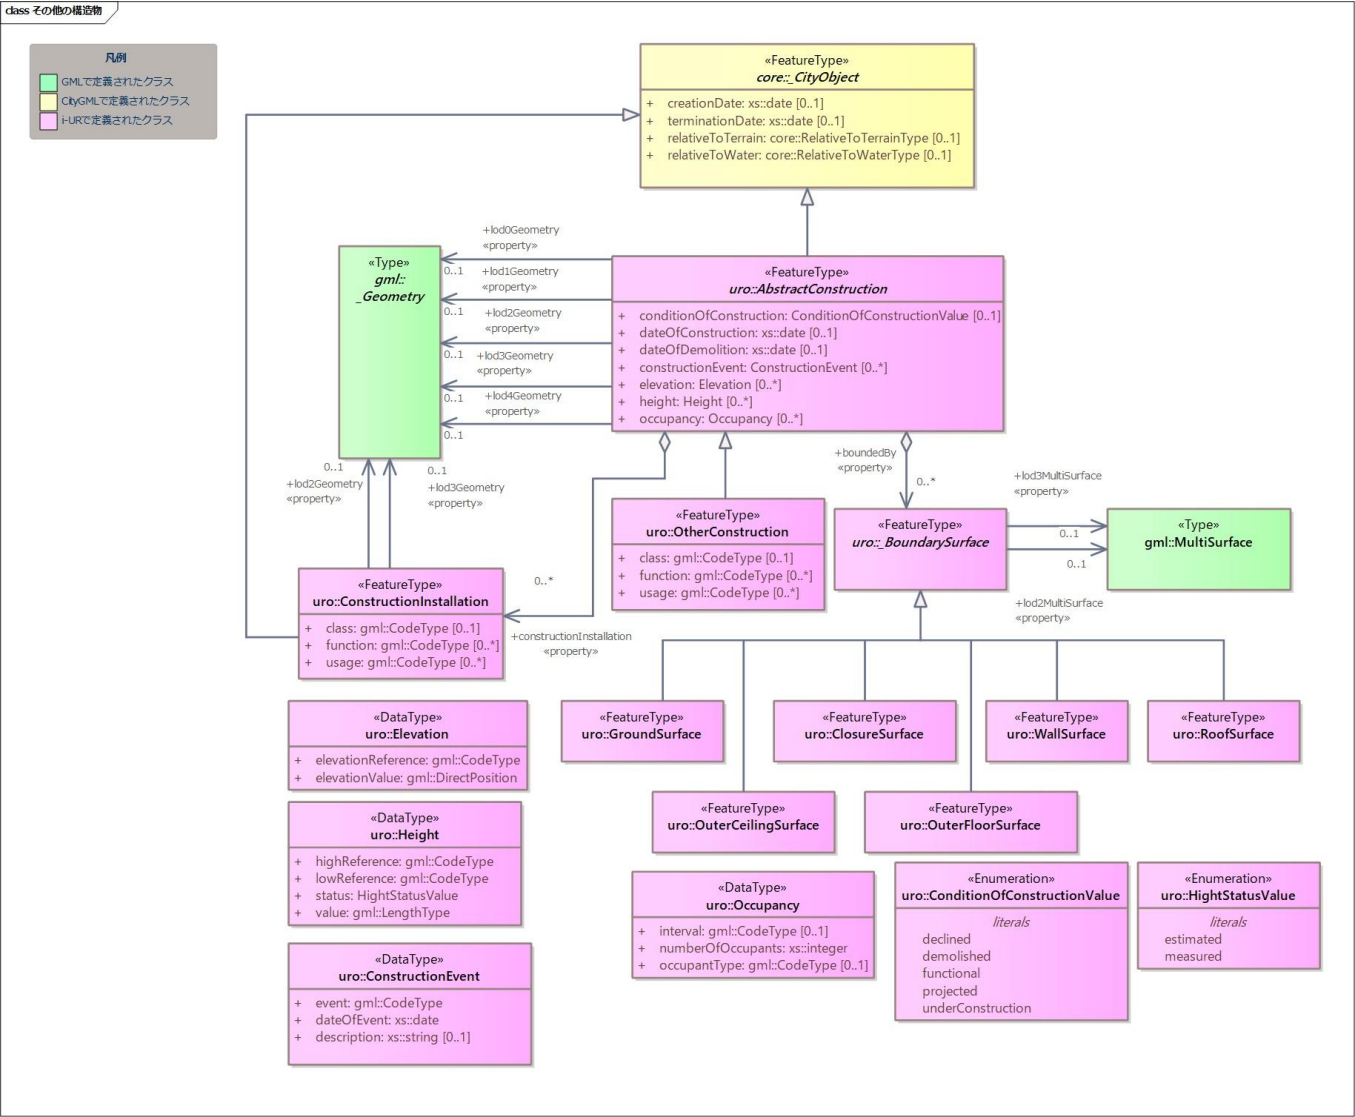 class その他の構造物
凡例
GMLで定義されたクラス
CityGMLで定義されたクラス
i-URで定義されたクラス
«FeatureType»
core::_CityObject
+ creationDate: xs::date [0..1]
+ terminationDate: xs::date [0..1]
+ relativeToTerrain: core::RelativeToTerrainType [0..1]
+ relativeToWater: core::RelativeToWaterType [0..1]
«Type»
gml::
_Geometry
+lod0Geometry
«property»
0..1
+lod1Geometry
«property»
0..1
+lod2Geometry
«property»
0..1
+lod3Geometry
«property»
0..1
+lod4Geometry
«property»
0..1
«FeatureType»
uro::AbstractConstruction
+ conditionOfConstruction: ConditionOfConstructionValue [0..1]
+ dateOfConstruction: xs::date [0..1]
+ dateOfDemolition: xs::date [0..1]
+ constructionEvent: ConstructionEvent [0..*]
+ elevation: Elevation [0..*]
+ height: Height [0..*]
+ occupancy: Occupancy [0..*]
0..1
+lod2Geometry
«property»
0..1
+lod3Geometry
«property»
+boundedBy
«property»
0..*
«FeatureType»
uro::OtherConstruction
+ class: gml::CodeType [0..1]
+ function: gml::CodeType [0..*]
+ usage: gml::CodeType [0..*]
«FeatureType»
uro::_BoundarySurface
+lod3MultiSurface
«property»
0..1
0..1
+lod2MultiSurface
«property»
«Type»
gml::MultiSurface
«FeatureType»
uro::ConstructionInstallation
+ class: gml::CodeType [0..1]
+ function: gml::CodeType [0..*]
+ usage: gml::CodeType [0..*]
0..*
+constructionInstallation
«property»
«FeatureType»
uro::GroundSurface
«FeatureType»
uro::ClosureSurface
«FeatureType»
uro::WallSurface
«FeatureType»
uro::RoofSurface
«DataType»
uro::Elevation
+ elevationReference: gml::CodeType
+ elevationValue: gml::DirectPosition
«FeatureType»
uro::OuterCeilingSurface
«FeatureType»
uro::OuterFloorSurface
«DataType»
uro::Height
+ highReference: gml::CodeType
+ lowReference: gml::CodeType
+ status: HightStatusValue
+ value: gml::LengthType
«DataType»
uro::Occupancy
+ interval: gml::CodeType [0..1]
+ numberOfOccupants: xs::integer
+ occupantType: gml::CodeType [0..1]
«Enumeration»
uro::ConditionOfConstructionValue
literals
declined
demolished
functional
projected
underConstruction
«Enumeration»
uro::HightStatusValue
literals
estimated
measured
«DataType»
uro::ConstructionEvent
+ event: gml::CodeType
+ dateOfEvent: xs::date
+ description: xs::string [0..1]